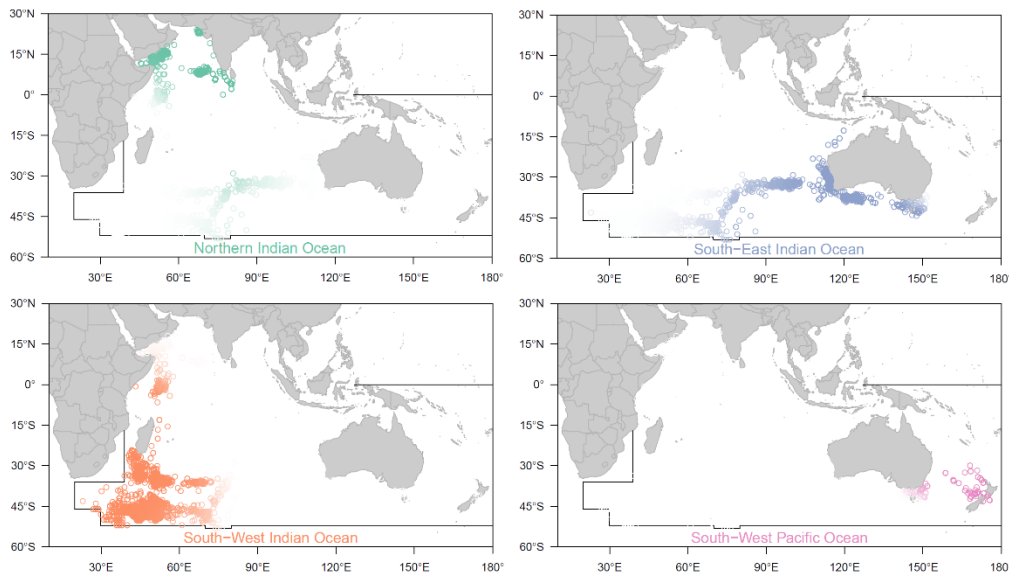 30°N
15°N
0°
15°S
30°S
45°S
60°S
Northern Indian Ocean
30°E 60°E 90°E 120°E 150°E 180°
30°N
15°N
0°
15°S
30°S
45°S
60°S
South−East Indian Ocean
30°E 60°E 90°E 120°E 150°E 180°
30°N
15°N
0°
15°S
30°S
45°S
60°S
South−West Indian Ocean
30°E 60°E 90°E 120°E 150°E 180°
30°N
15°N
0°
15°S
30°S
45°S
60°S
South−West Pacific Ocean
30°E 60°E 90°E 120°E 150°E 180°